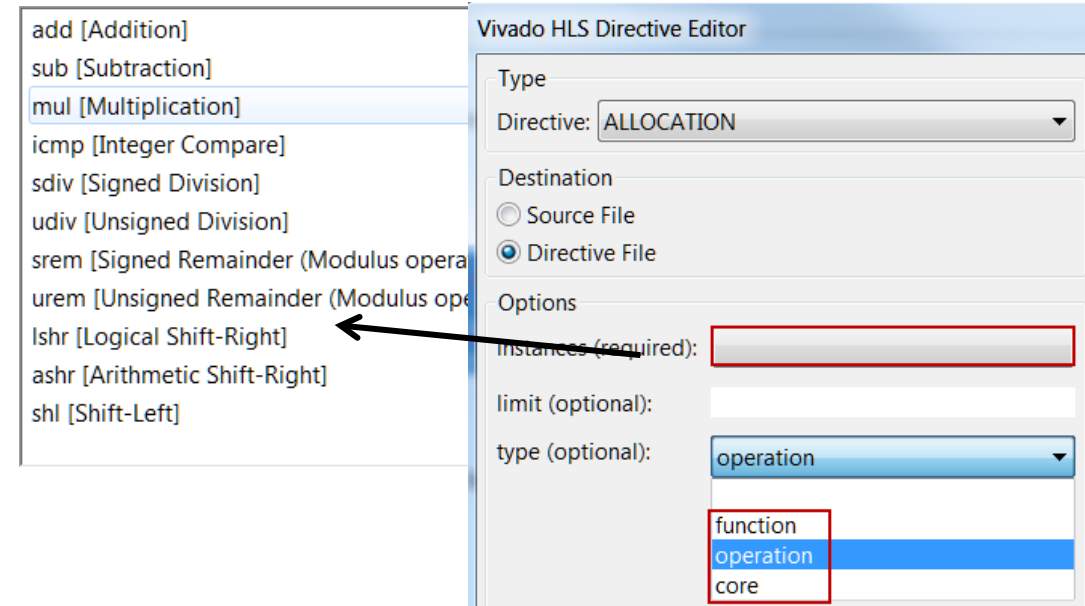 add [Addition]
sub [Subtraction]
mul [Multiplication]
icmp [Integer Compare]
sdiv [Signed Division]
udiv [Unsigned Division]
srem [Signed Remainder (Modulus opera
urem [Unsigned Remainder (Modulus ope
lshr [Logical Shift-Right]
ashr [Arithmetic Shift-Right]
shl [Shift-Left]
Vivado HLS Directive Editor
Type
Directive: ALLOCATION
Destination
Source File
Directive File
Options
instances (required):
limit (optional):
type (optional): operation
function
operation
core